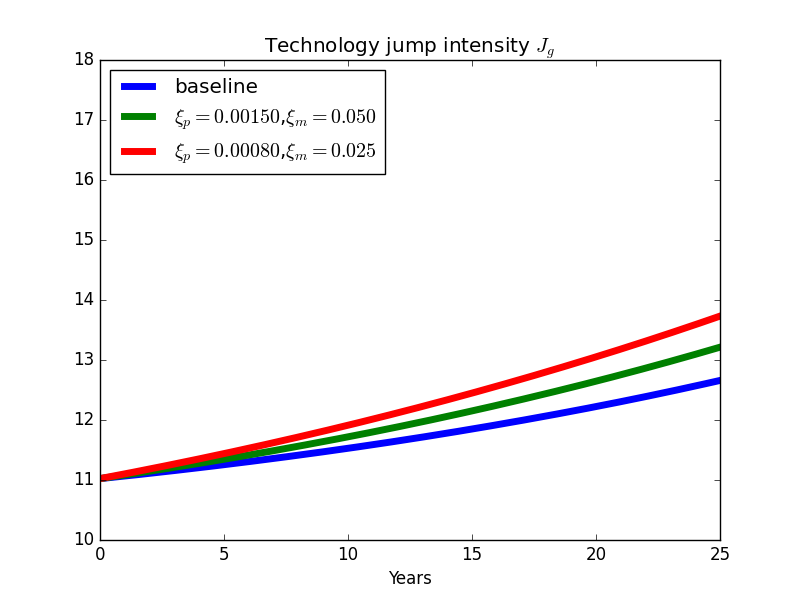 Technology jump intensity J_g
baseline
ξ_p = 0.00150,ξ_m = 0.050
ξ_p = 0.00080,ξ_m = 0.025
18
17
16
15
14
13
12
11
10
0 5 10 15 20 25
Years